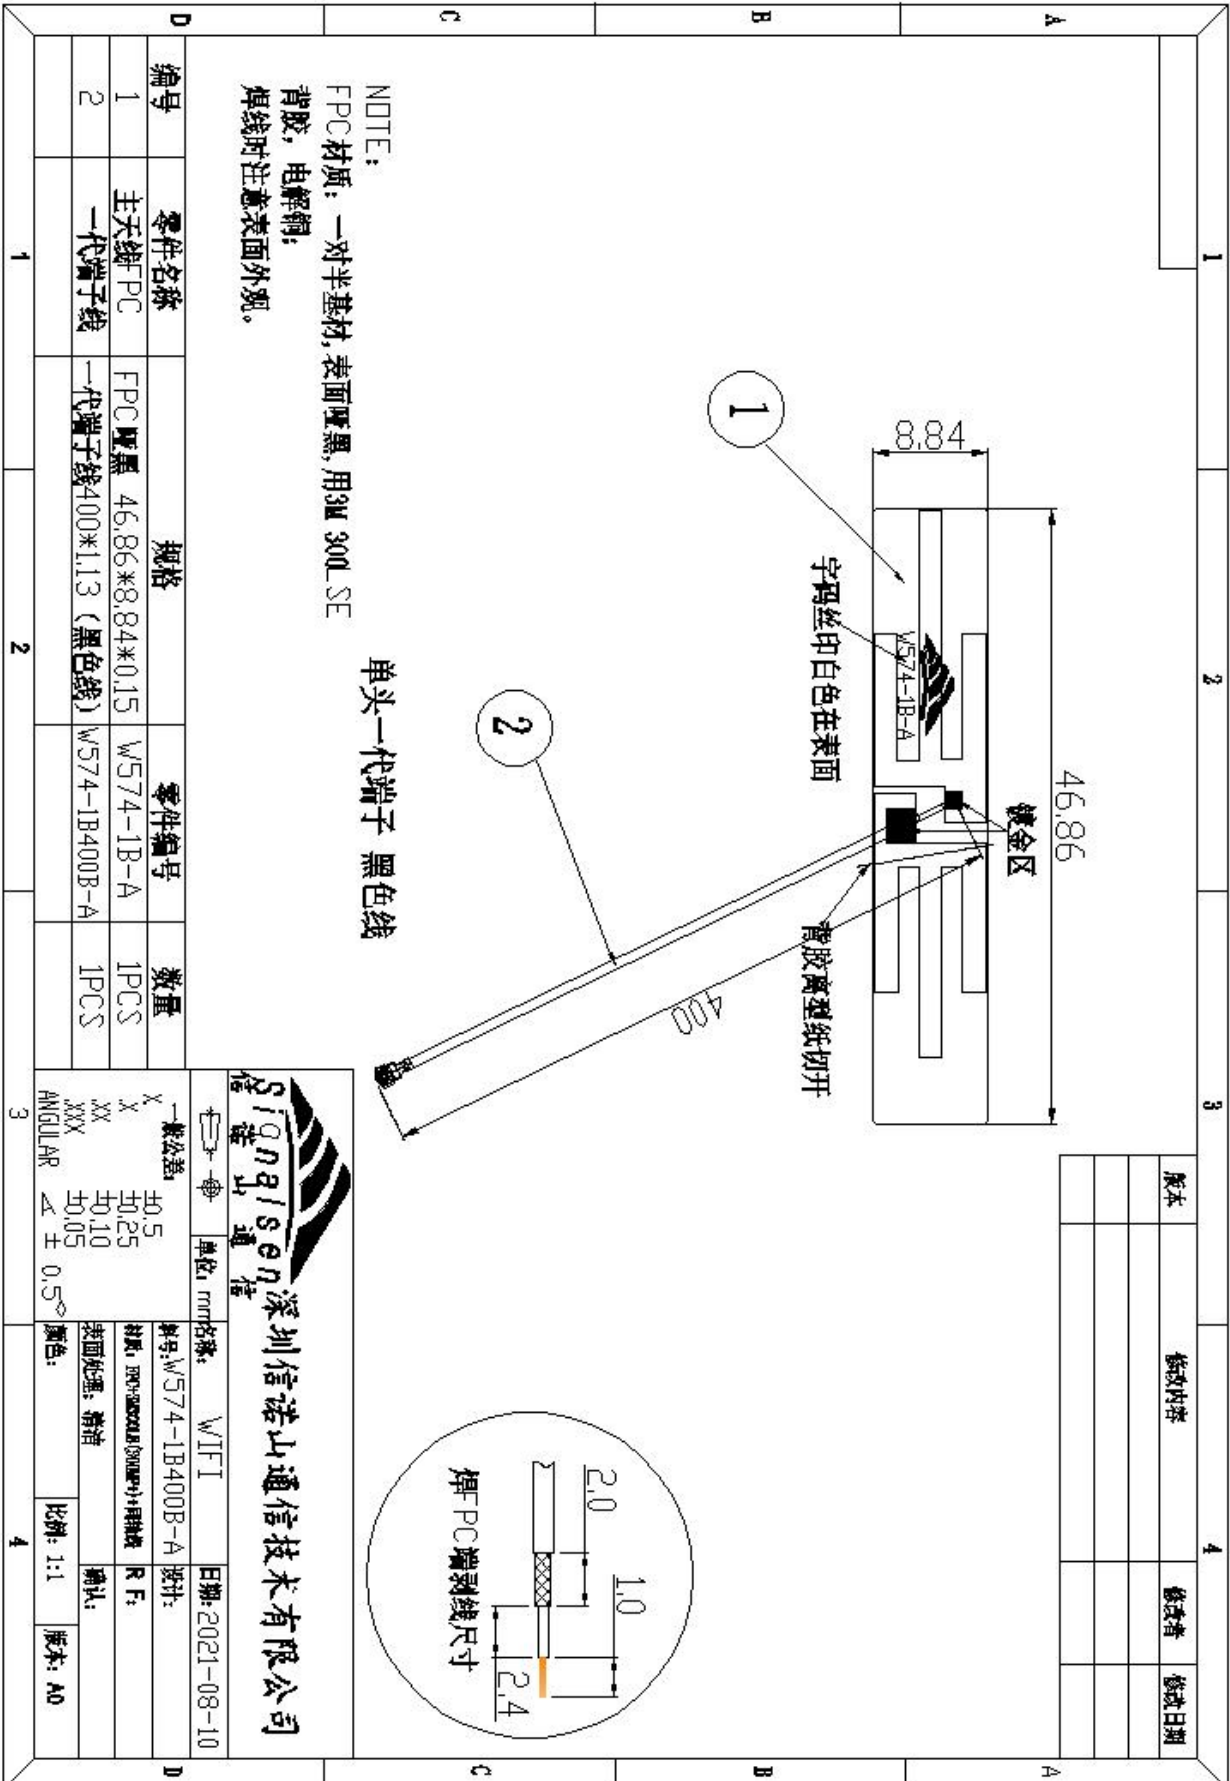 1
2
3
4
A
B
C
D
版本
修改内容
修改者
修改日期
46.86
8.84
镀金区
W574-1B-A
字码丝印白色在表面
背胶离型纸切开
1
2
400
单头一代端子 黑色线
2.0
1.0
2.4
焊FPC端剥线尺寸
NOTE:
FPC材质：一对半基材,表面哑黑,用3M 300LSE
背胶，电解铜;
焊线时注意表面外观。
编号 零件名称 规格 零件编号 数量
1 主天线FPC FPC哑黑 46.86*8.84*0.15 W574-1B-A 1PCS
2 一代端子线 一代端子线400*1.13 (黑色线) W574-1B400B-A 1PCS
Signalsen
信诺山通信
深圳信诺山通信技术有限公司
单位: mm
名称: WIFI
日期: 2021-08-10
一般公差:
X ±0.5
.X ±0.25
.XX ±0.10
.XXX ±0.05
ANGULAR ∠ ± 0.5°
料号: W574-1B400B-A
设计:
材质:
R F:
表面处理: 清洁
确认:
颜色:
比例: 1:1
版本: A0
1
2
3
4
A
B
C
D